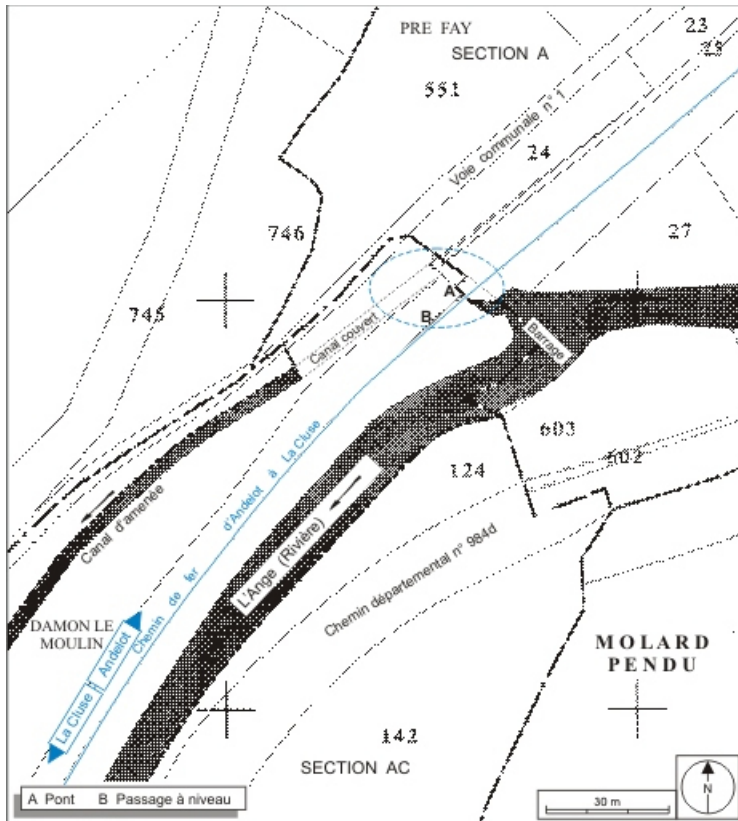 PRE FAY
SECTION A
551
23
25
Voie communale n° 1
24
746
27
745
A
B
Canal couvert
Barrage
603
602
124
Canal d'amenée
Chemin de fer d'Andelot à La Cluse
L'Ange (Rivière)
Chemin départemental n° 984d
DAMON LE
MOULIN
Andelot
La Cluse
MOLARD
PENDU
142
SECTION AC
A Pont B Passage à niveau
30 m
N